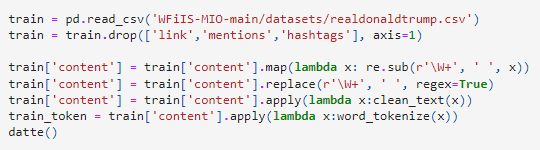 train = pd.read_csv('WFiIS-MIO-main/datasets/realdonaldtrump.csv')
train = train.drop(['link','mentions','hashtags'], axis=1)
train['content'] = train['content'].map(lambda x: re.sub(r'\W+', ' ', x))
train['content'] = train['content'].replace(r'\W+', ' ', regex=True)
train['content'] = train['content'].apply(lambda x:clean_text(x))
train_token = train['content'].apply(lambda x:word_tokenize(x))
datte()